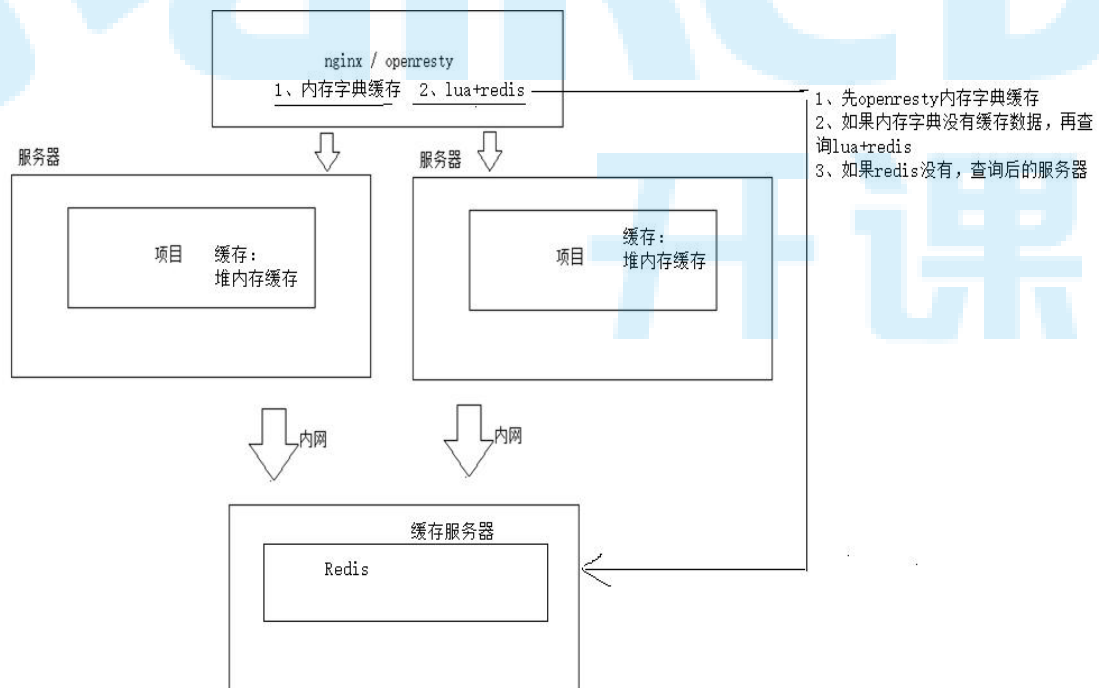 nginx / openresty
1、内存字典缓存 2、lua+redis
1、先openresty内存字典缓存
2、如果内存字典没有缓存数据，再查
询lua+redis
3、如果redis没有，查询后的服务器
服务器
服务器
项目
缓存：
堆内存缓存
项目
缓存：
堆内存缓存
内网
内网
缓存服务器
Redis
开课